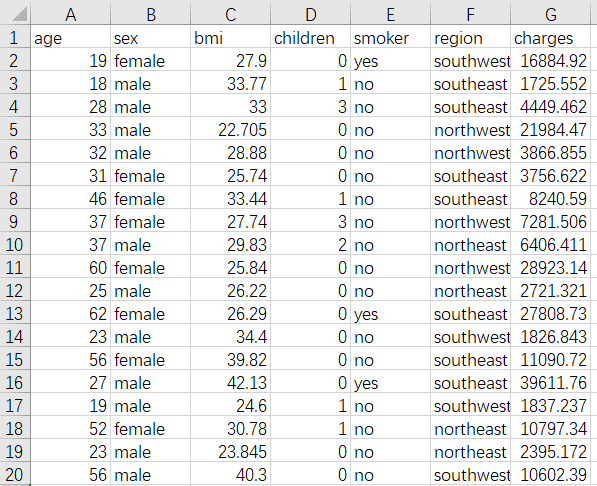 A B C D E F G
1 age sex bmi children smoker region charges
2 19 female 27.9 0 yes southwest 16884.92
3 18 male 33.77 1 no southeast 1725.552
4 28 male 33 3 no southeast 4449.462
5 33 male 22.705 0 no northwest 21984.47
6 32 male 28.88 0 no northwest 3866.855
7 31 female 25.74 0 no southeast 3756.622
8 46 female 33.44 1 no southeast 8240.59
9 37 female 27.74 3 no northwest 7281.506
10 37 male 29.83 2 no northeast 6406.411
11 60 female 25.84 0 no northwest 28923.14
12 25 male 26.22 0 no northeast 2721.321
13 62 female 26.29 0 yes southeast 27808.73
14 23 male 34.4 0 no southwest 1826.843
15 56 female 39.82 0 no southeast 11090.72
16 27 male 42.13 0 yes southeast 39611.76
17 19 male 24.6 1 no southwest 1837.237
18 52 female 30.78 1 no northeast 10797.34
19 23 male 23.845 0 no northeast 2395.172
20 56 male 40.3 0 no southwest 10602.39